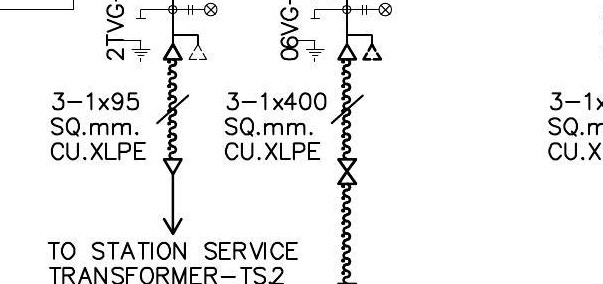 2TVG-
06VG-
3-1x95
SQ.mm.
CU.XLPE
3-1x400
SQ.mm.
CU.XLPE
3-1x
SQ.m
CU.X
TO STATION SERVICE
TRANSFORMER-TS.2